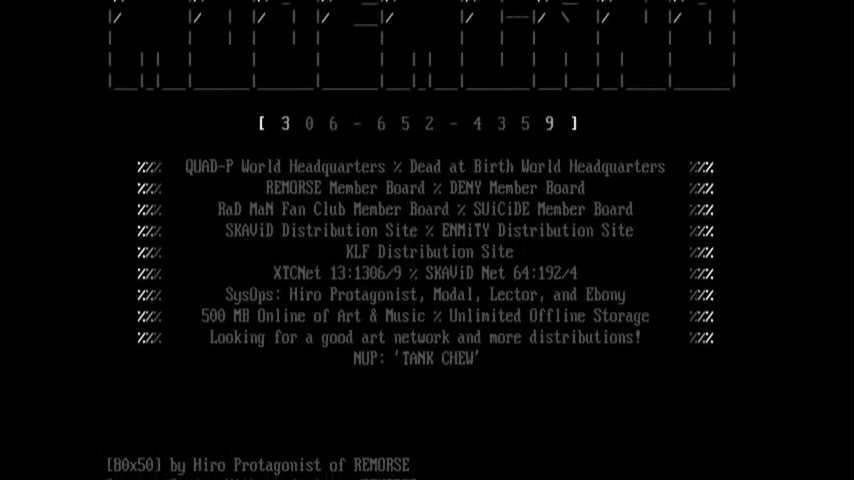 [ 3 0 6 - 6 5 2 - 4 3 5 9 ]
%%% QUAD-P World Headquarters % Dead at Birth World Headquarters %%%
%%% REMORSE Member Board % DENY Member Board %%%
%%% RaD MaN Fan Club Member Board % SUiCiDE Member Board %%%
%%% SKAViD Distribution Site % ENMiTY Distribution Site %%%
%%% KLF Distribution Site %%%
%%% XTCNet 13:1306/9 % SKAViD Net 64:192/4 %%%
%%% SysOps: Hiro Protagonist, Modal, Lector, and Ebony %%%
%%% 500 MB Online of Art & Music % Unlimited Offline Storage %%%
%%% Looking for a good art network and more distributions! %%%
NUP: 'TANK CHEW'
[80x50] by Hiro Protagonist of REMORSE